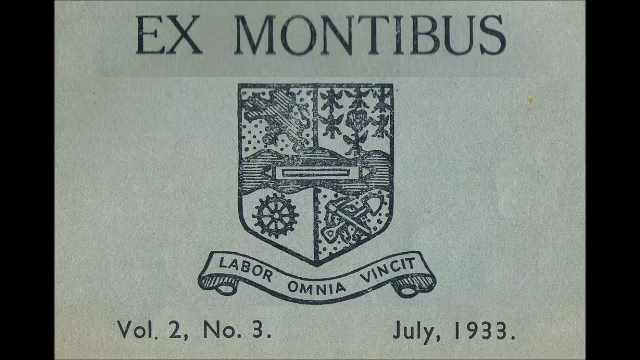 EX MONTIBUS
LABOR OMNIA VINCIT
Vol. 2, No. 3.
July, 1933.